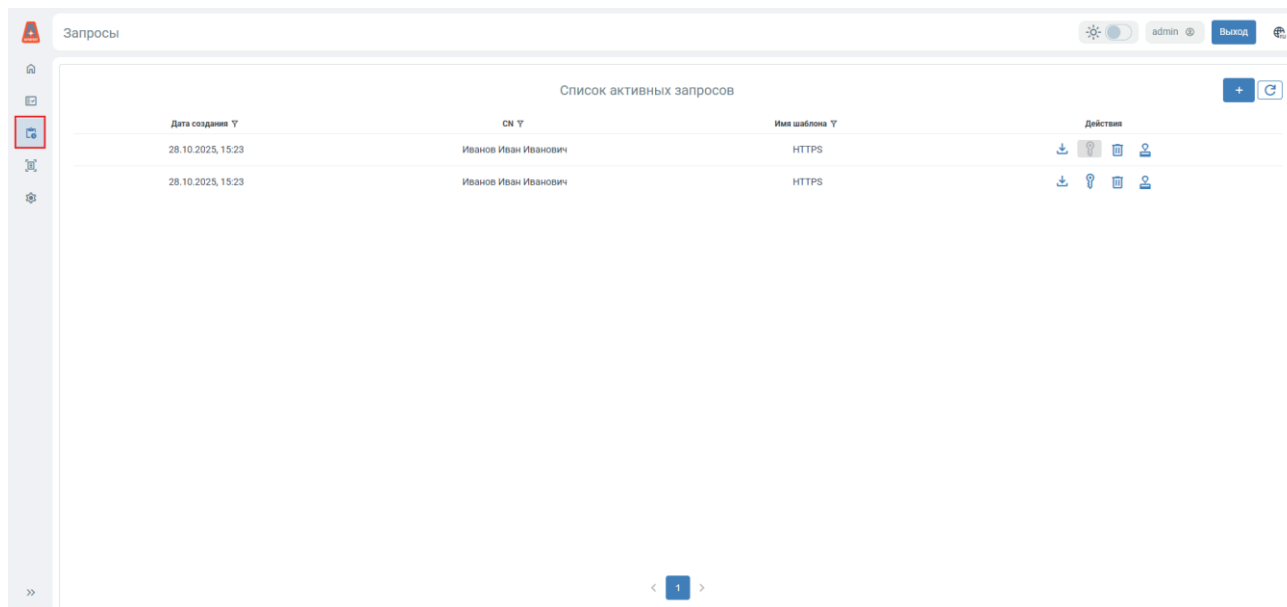 Запросы
admin
Выход
Список активных запросов
+
Дата создания
CN
Имя шаблона
Действия
28.10.2025, 15:23
Иванов Иван Иванович
HTTPS
28.10.2025, 15:23
Иванов Иван Иванович
HTTPS
1